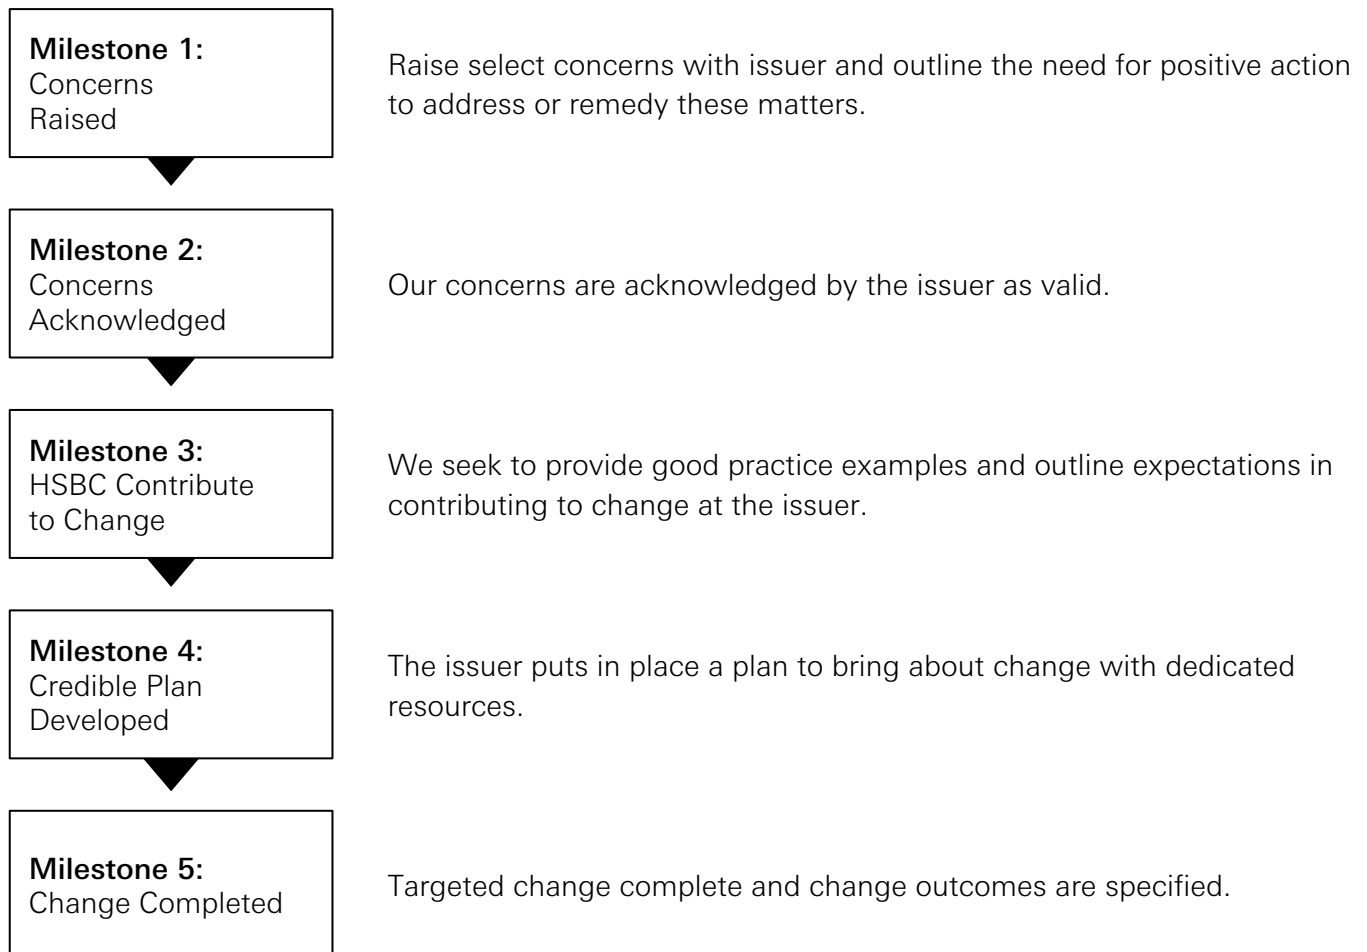 Milestone 1:
Concerns
Raised
Raise select concerns with issuer and outline the need for positive action
to address or remedy these matters.
Milestone 2:
Concerns
Acknowledged
Our concerns are acknowledged by the issuer as valid.
Milestone 3:
HSBC Contribute
to Change
We seek to provide good practice examples and outline expectations in
contributing to change at the issuer.
Milestone 4:
Credible Plan
Developed
The issuer puts in place a plan to bring about change with dedicated
resources.
Milestone 5:
Change Completed
Targeted change complete and change outcomes are specified.